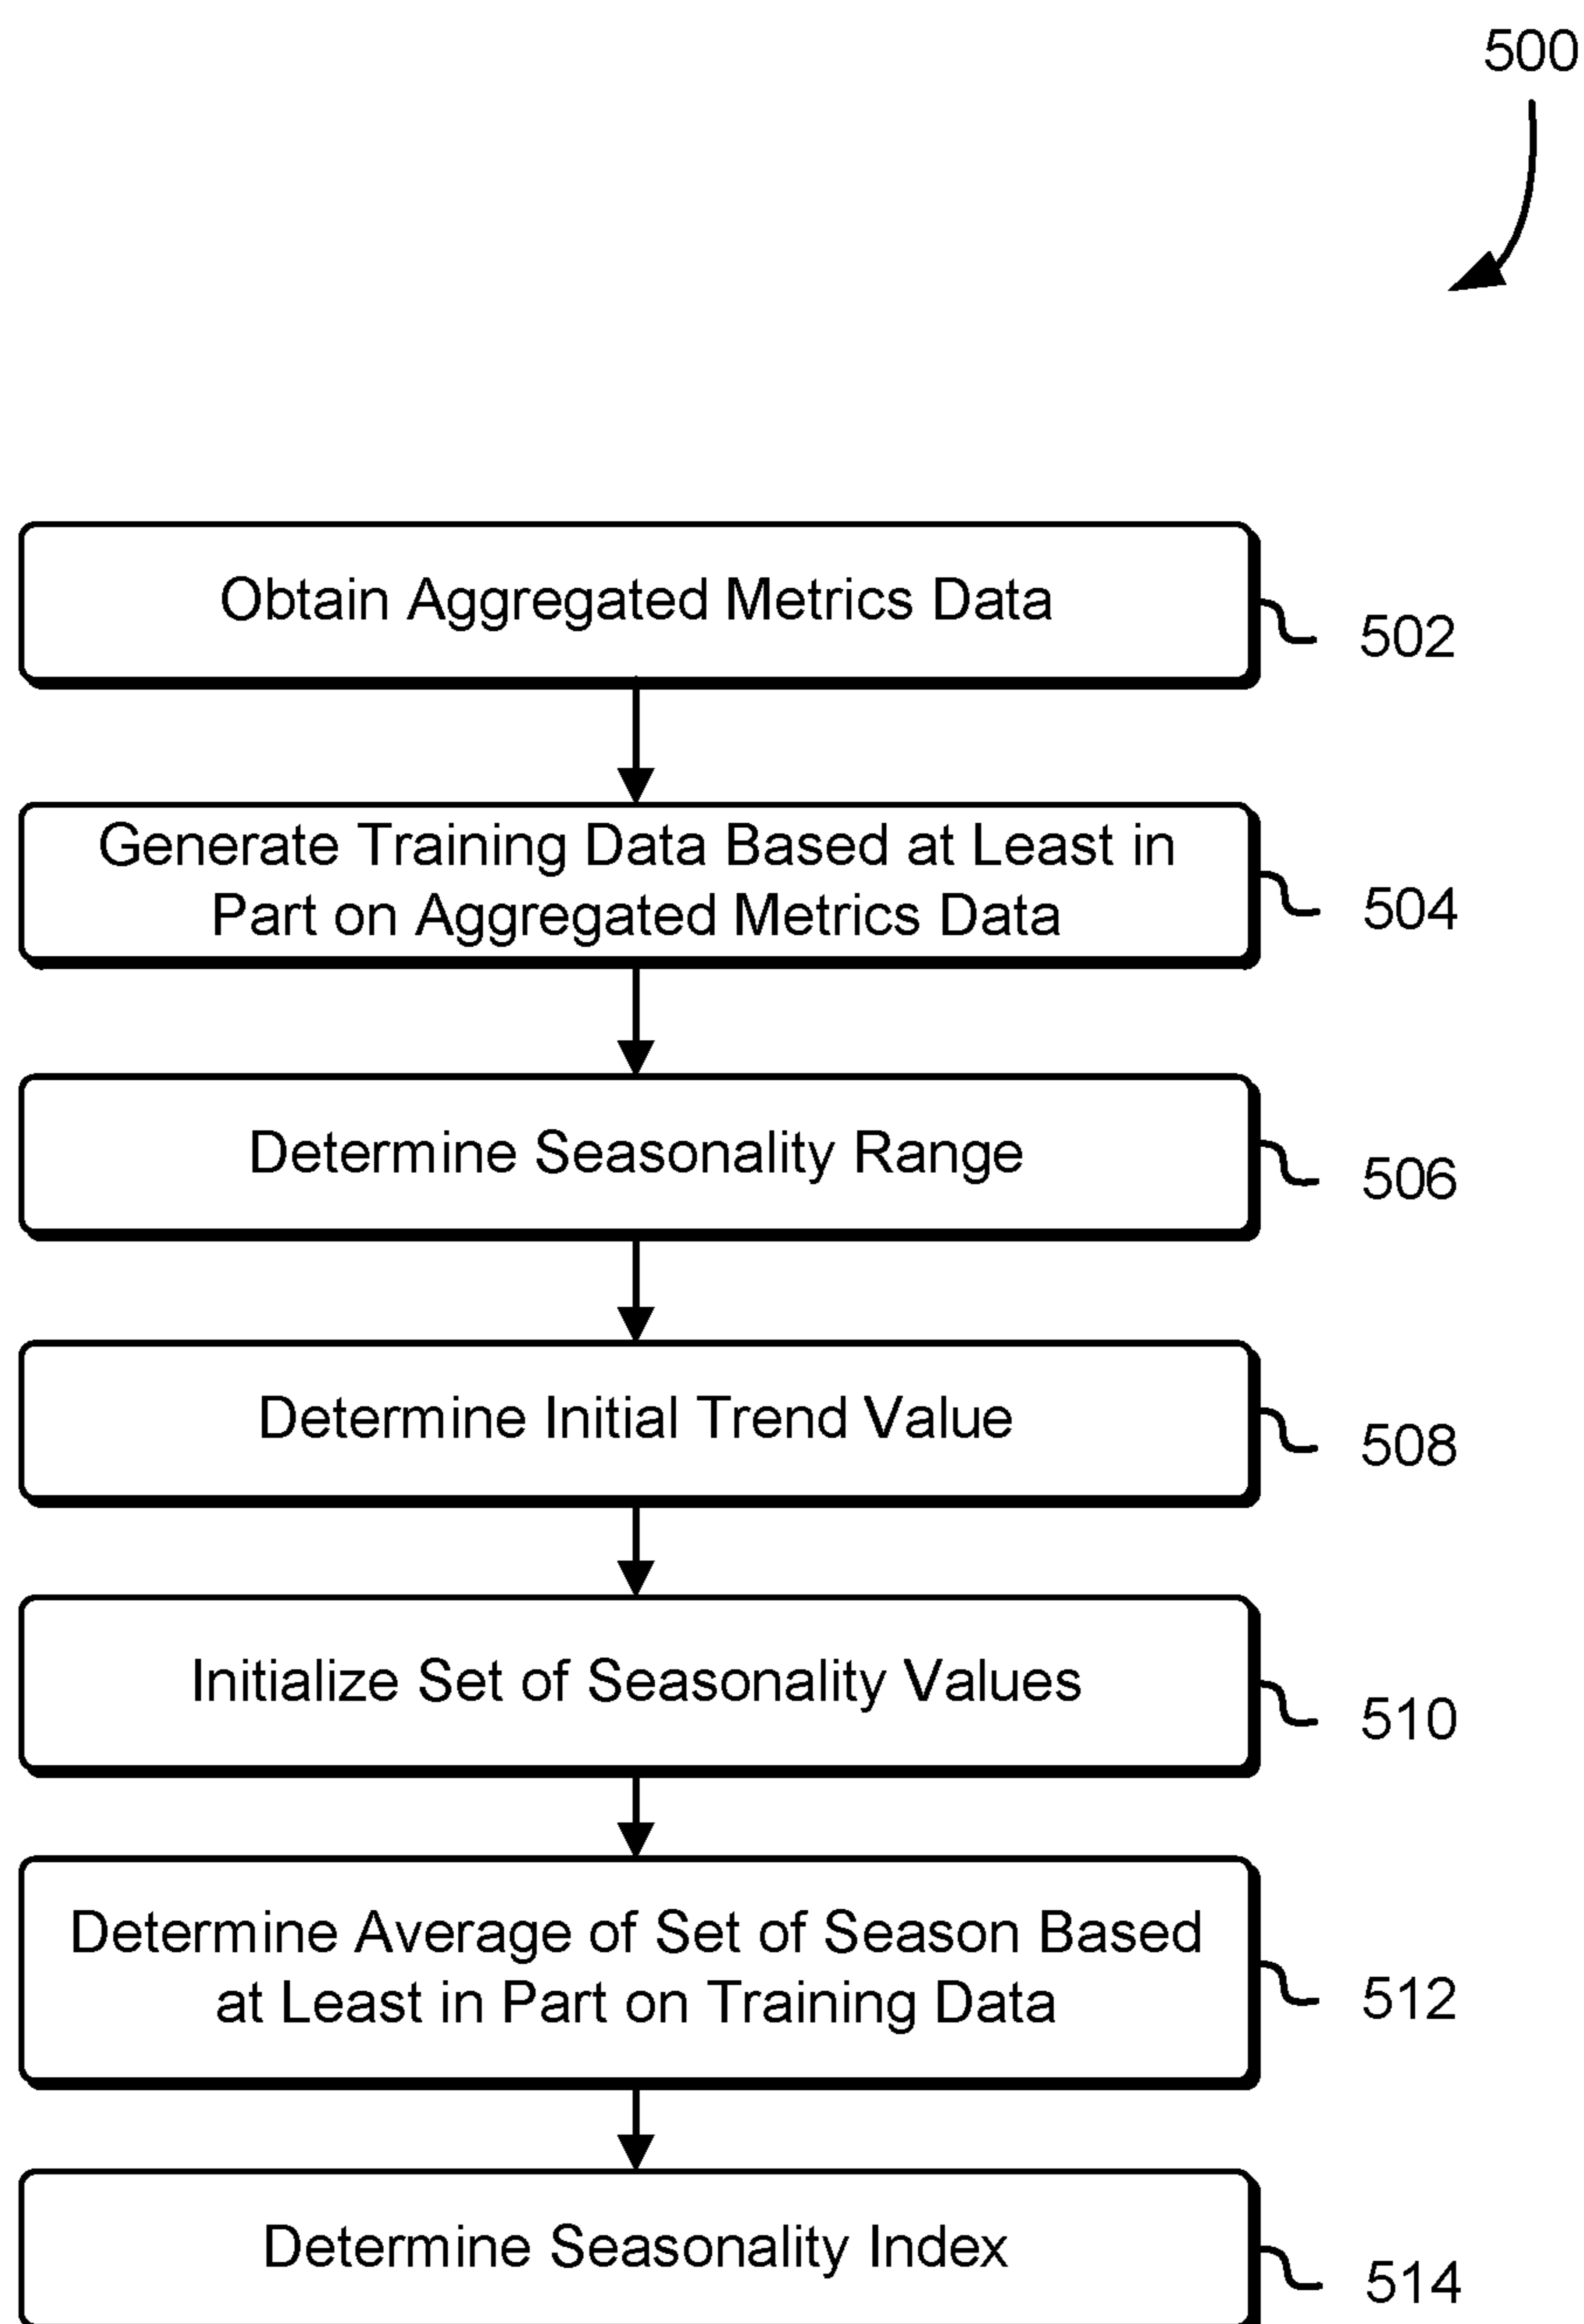 500
Obtain Aggregated Metrics Data
502
Generate Training Data Based at Least in
Part on Aggregated Metrics Data
504
Determine Seasonality Range
506
Determine Initial Trend Value
508
Initialize Set of Seasonality Values
510
Determine Average of Set of Season Based
at Least in Part on Training Data
512
Determine Seasonality Index
514